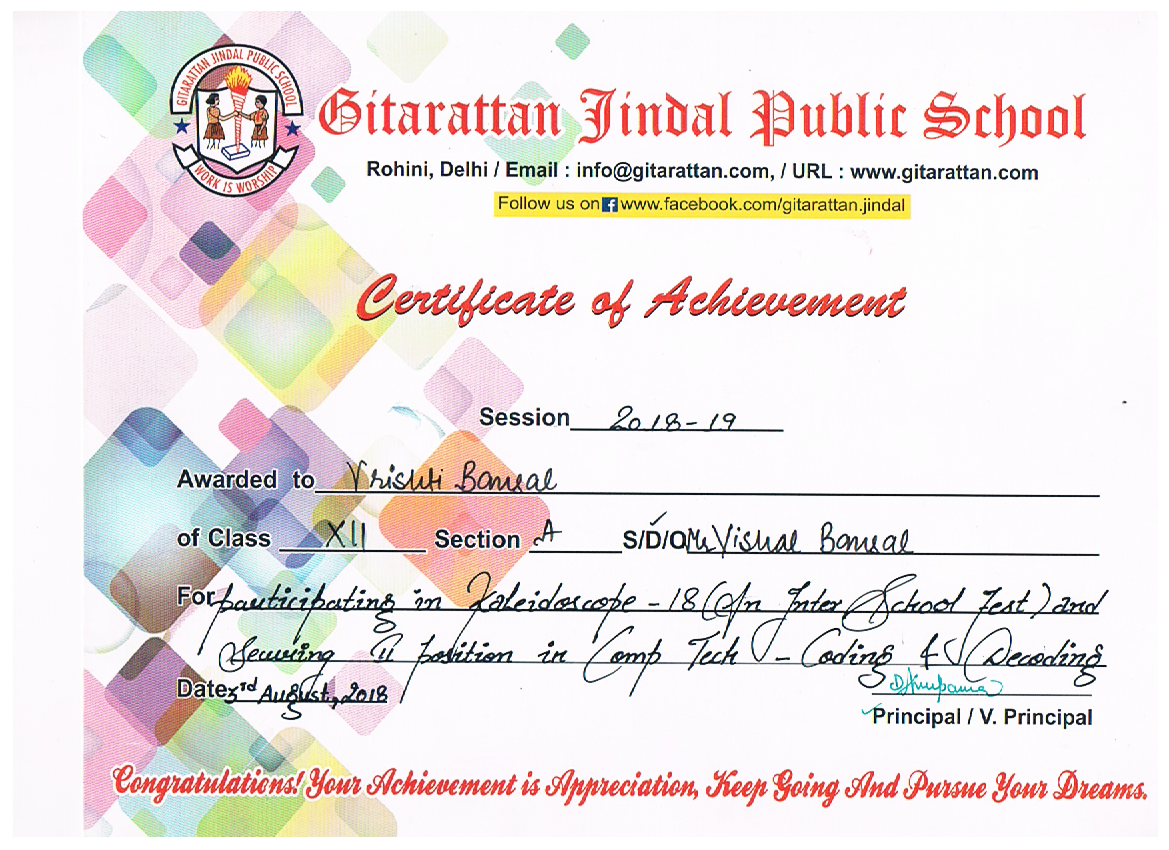 GITARATTAN JINDAL PUBLIC SCHOOL
WORK IS WORSHIP
Gitarattan Jindal Public School
Rohini, Delhi / Email : info@gitarattan.com, / URL : www.gitarattan.com
Follow us on f www.facebook.com/gitarattan.jindal
Certificate of Achievement
Session 2018-19
Awarded to Vrishti Bansal
of Class XII Section A S/D/O Mr Vishal Bansal
For participating in Kaleidoscope - 18 (An Inter School Fest) and
Securing II position in Comp Tech - Coding & Decoding
Date 3rd August, 2018
Principal / V. Principal
Congratulations! Your Achievement is Appreciation, Keep Going And Pursue Your Dreams.